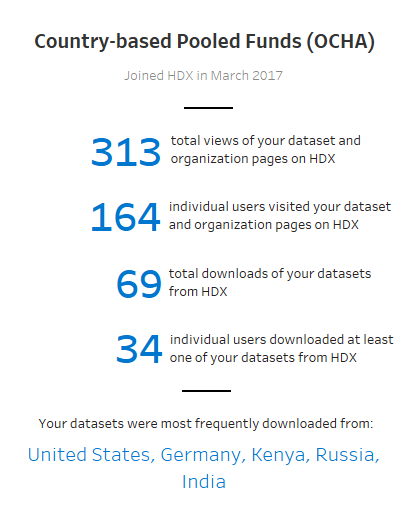 Country-based Pooled Funds (OCHA)
Joined HDX in March 2017
313
total views of your dataset and
organization pages on HDX
164
individual users visited your dataset
and organization pages on HDX
69
total downloads of your datasets
from HDX
34
individual users downloaded at least
one of your datasets from HDX
Your datasets were most frequently downloaded from:
United States, Germany, Kenya, Russia,
India